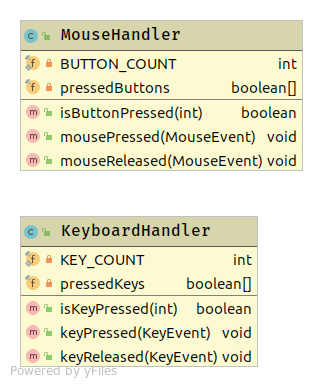 MouseHandler
BUTTON_COUNT int
pressedButtons boolean[]
isButtonPressed(int) boolean
mousePressed(MouseEvent) void
mouseReleased(MouseEvent) void
KeyboardHandler
KEY_COUNT int
pressedKeys boolean[]
isKeyPressed(int) boolean
keyPressed(KeyEvent) void
keyReleased(KeyEvent) void
Powered by yFiles